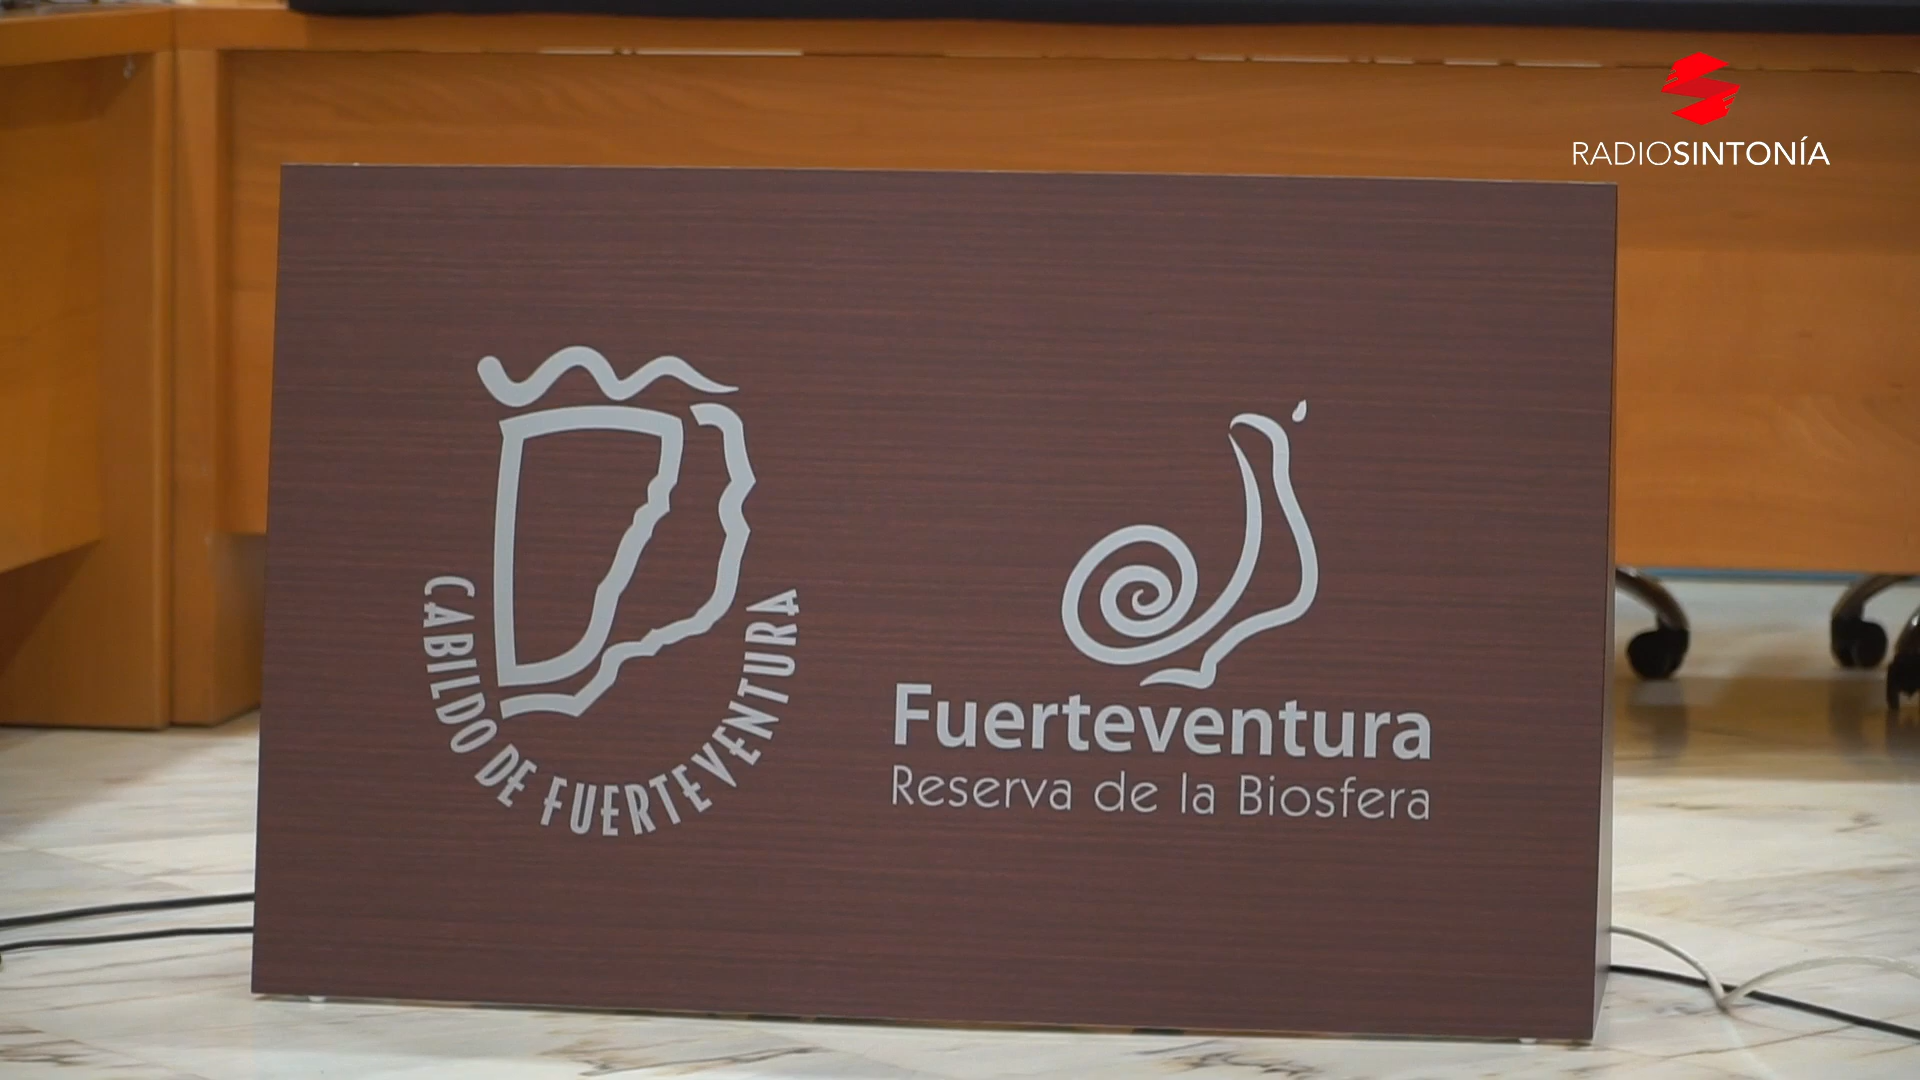 RADIOSINTONÍA
CABILDO DE FUERTEVENTURA
Fuerteventura
Reserva de la Biosfera